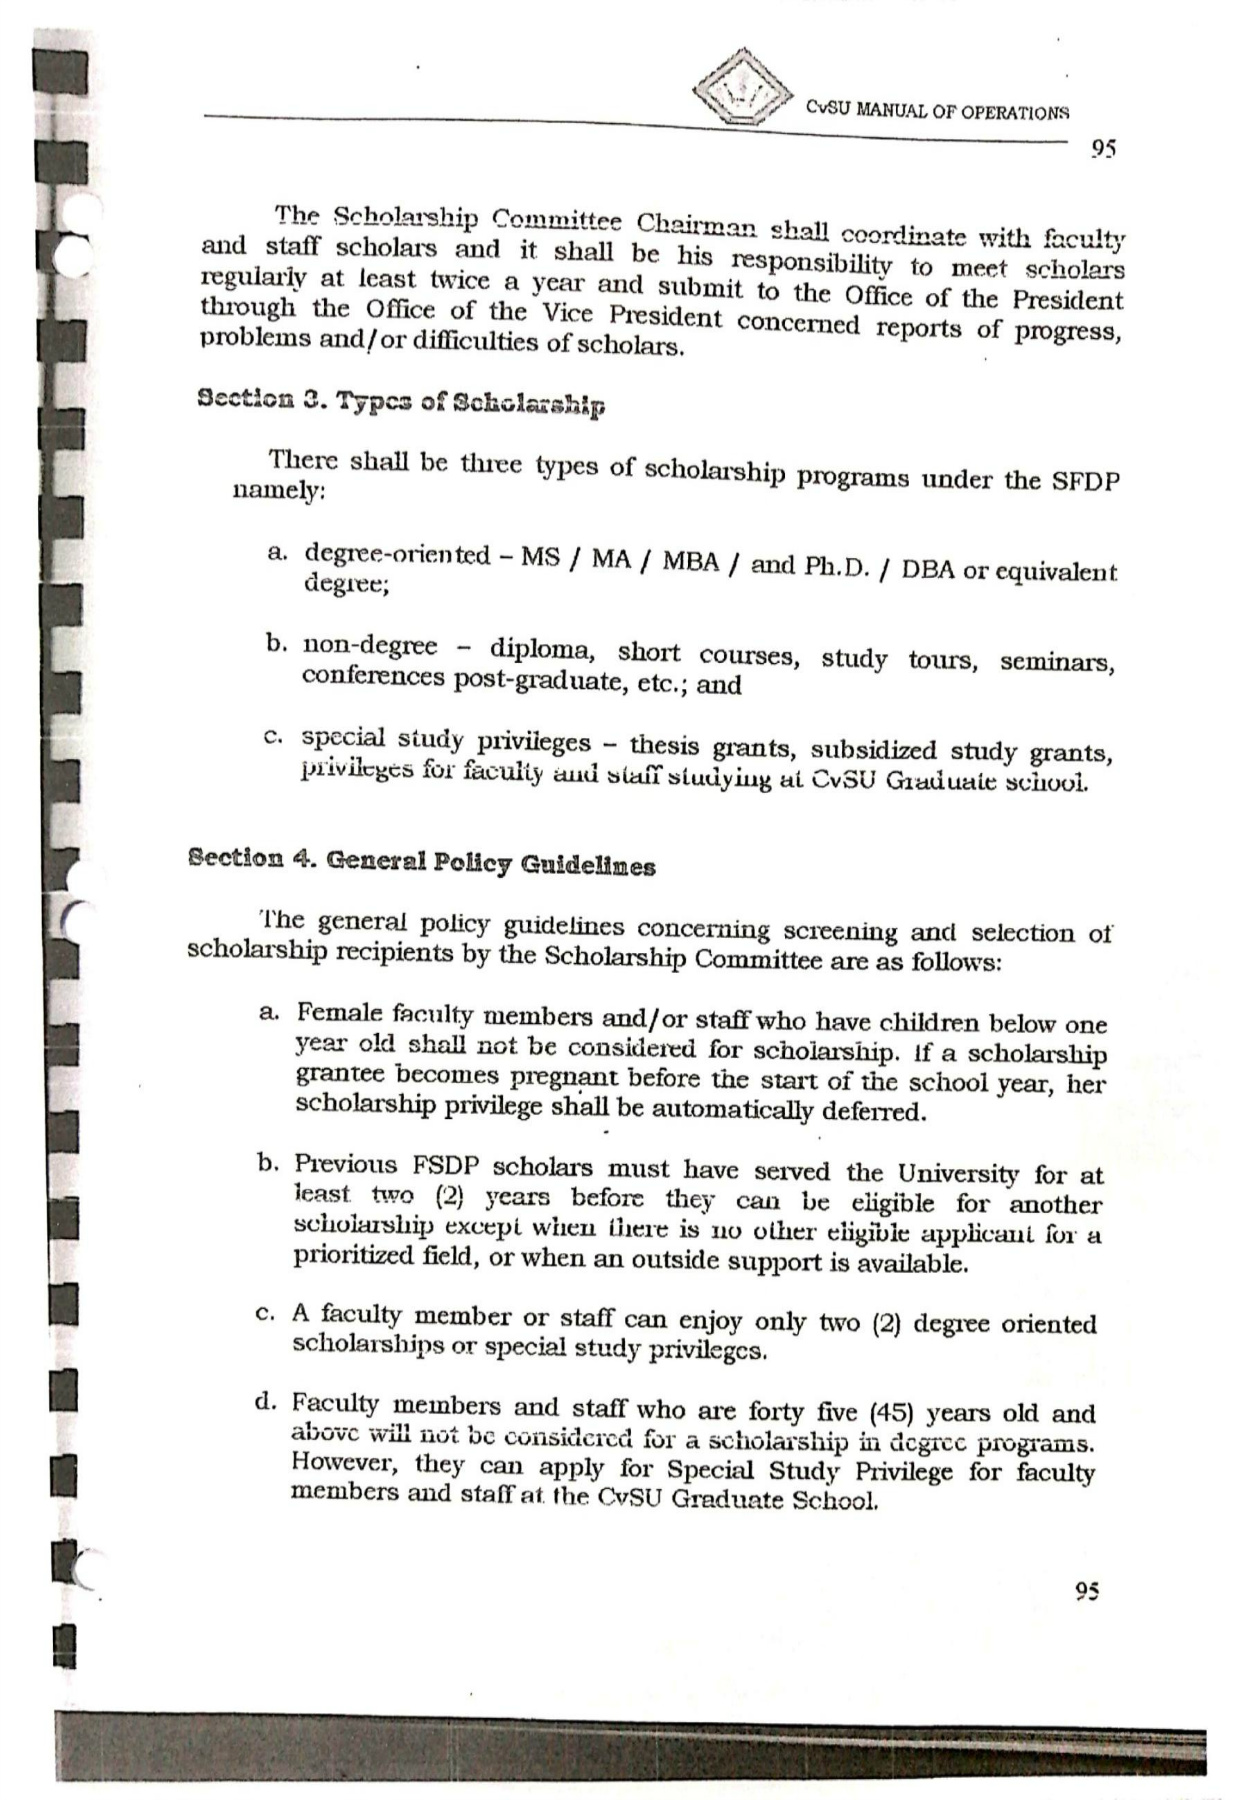 CvSU MANUAL OF OPERATIONS
95
The Scholarship Committee Chairman shall coordinate with faculty
and staff scholars and it shall be his responsibility to meet scholars
regularly at least twice a year and submit to the Office of the President
through the Office of the Vice President concerned reports of progress,
problems and/or difficulties of scholars.
Section 3. Types of Scholarship
There shall be three types of scholarship programs under the SFDP
namely:
a. degree-oriented – MS / MA / MBA / and Ph.D. / DBA or equivalent
degree;
b. non-degree – diploma, short courses, study tours, seminars,
conferences post-graduate, etc.; and
c. special study privileges – thesis grants, subsidized study grants,
privileges for faculty and staff studying at CvSU Graduate school.
Section 4. General Policy Guidelines
The general policy guidelines concerning screening and selection of
scholarship recipients by the Scholarship Committee are as follows:
a. Female faculty members and/or staff who have children below one
year old shall not be considered for scholarship. If a scholarship
grantee becomes pregnant before the start of the school year, her
scholarship privilege shall be automatically deferred.
b. Previous FSDP scholars must have served the University for at
least two (2) years before they can be eligible for another
scholarship except when there is no other eligible applicant for a
prioritized field, or when an outside support is available.
c. A faculty member or staff can enjoy only two (2) degree oriented
scholarships or special study privileges.
d. Faculty members and staff who are forty five (45) years old and
above will not be considered for a scholarship in degree programs.
However, they can apply for Special Study Privilege for faculty
members and staff at the CvSU Graduate School.
95